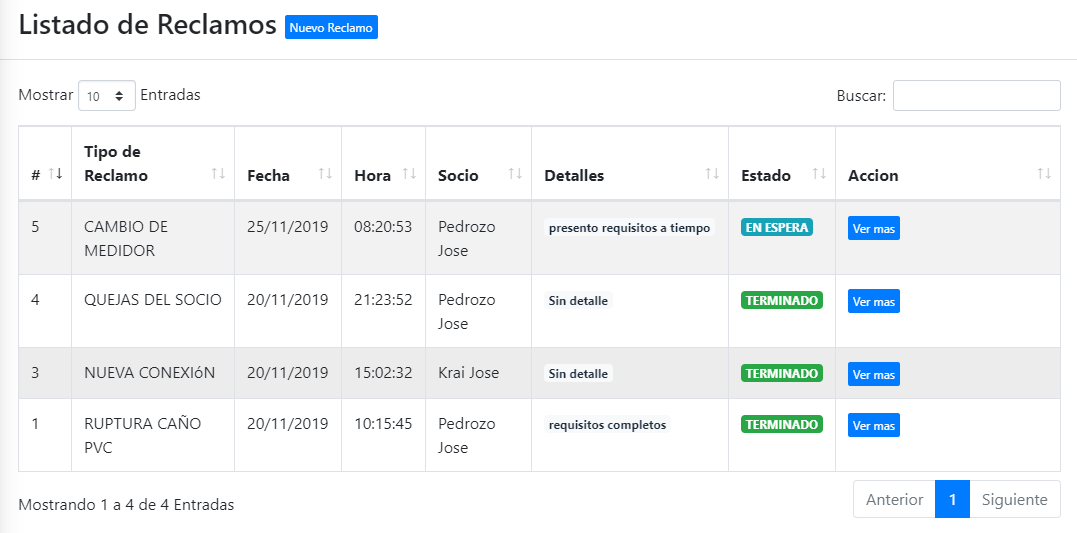 Listado de Reclamos Nuevo Reclamo
Mostrar 10 Entradas Buscar:
Tipo de
# Reclamo Fecha Hora Socio Detalles Estado Accion
5 CAMBIO DE 25/11/2019 08:20:53 Pedrozo presento requisitos a tiempo EN ESPERA Ver mas
MEDIDOR Jose
4 QUEJAS DEL SOCIO 20/11/2019 21:23:52 Pedrozo Sin detalle TERMINADO Ver mas
Jose
3 NUEVA CONEXIóN 20/11/2019 15:02:32 Krai Jose Sin detalle TERMINADO Ver mas
1 RUPTURA CAÑO 20/11/2019 10:15:45 Pedrozo requisitos completos TERMINADO Ver mas
PVC Jose
Mostrando 1 a 4 de 4 Entradas Anterior 1 Siguiente